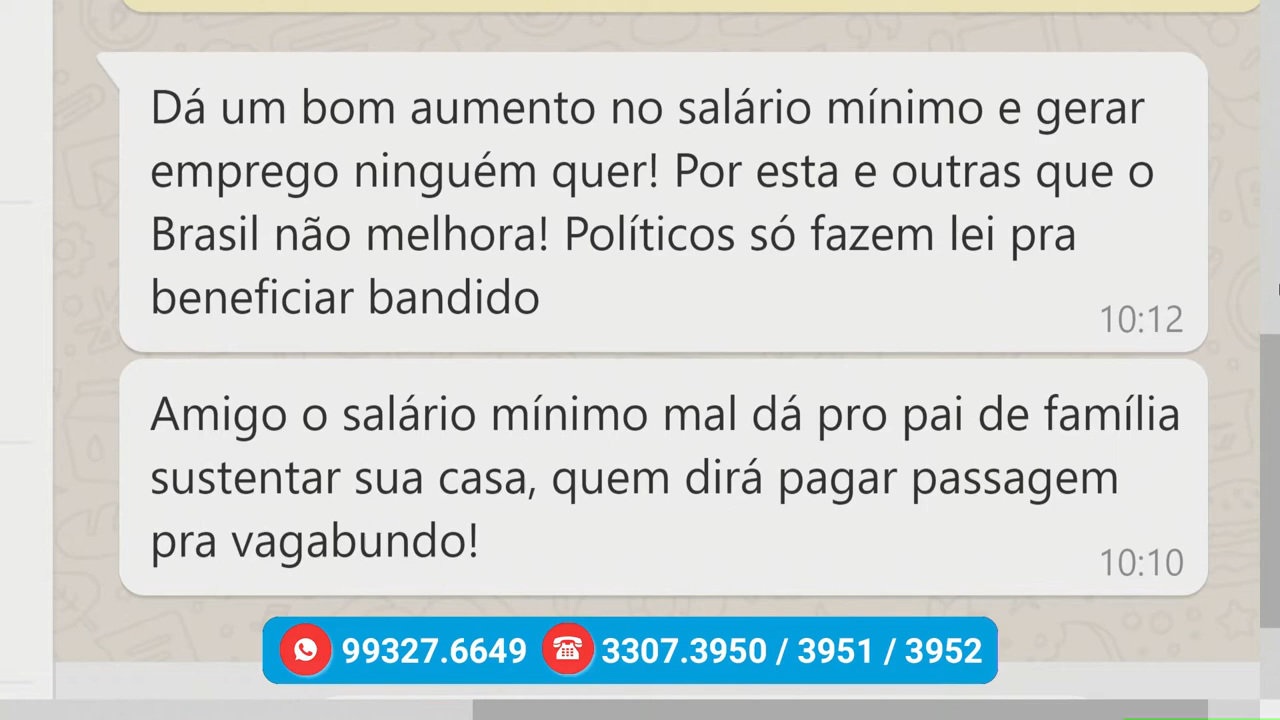 Dá um bom aumento no salário mínimo e gerar
emprego ninguém quer! Por esta e outras que o
Brasil não melhora! Políticos só fazem lei pra
beneficiar bandido
10:12
Amigo o salário mínimo mal dá pro pai de família
sustentar sua casa, quem dirá pagar passagem
pra vagabundo!
10:10
99327.6649 3307.3950 / 3951 / 3952